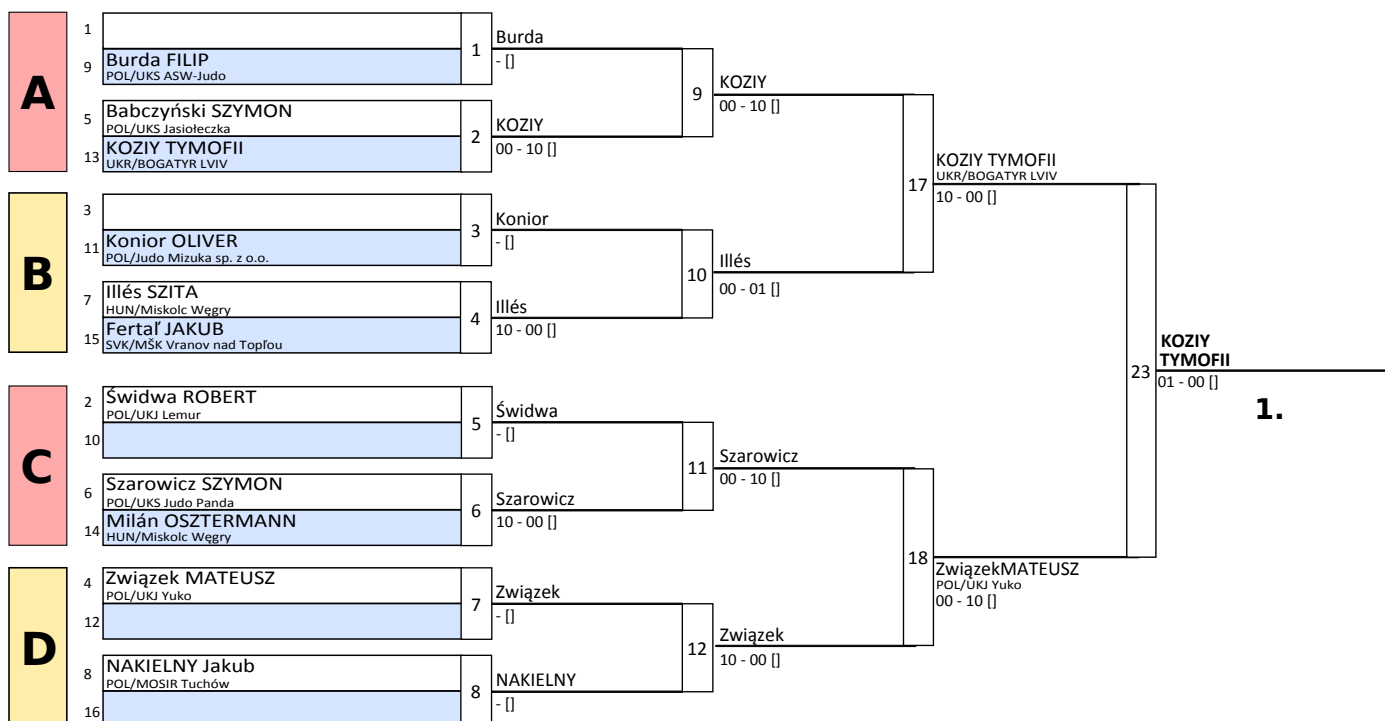 A
1
9
Burda FILIP
POL/UKS ASW-Judo
1
Burda
- []
5
Babczyński SZYMON
POL/UKS Jasiołeczka
13
KOZIY TYMOFII
UKR/BOGATYR LVIV
2
KOZIY
00 - 10 []
9
KOZIY
00 - 10 []
B
3
11
Konior OLIVER
POL/Judo Mizuka sp. z o.o.
3
Konior
- []
7
Illés SZITA
HUN/Miskolc Węgry
15
Fertaľ JAKUB
SVK/MŠK Vranov nad Topľou
4
Illés
10 - 00 []
10
Illés
00 - 01 []
17
KOZIY TYMOFII
UKR/BOGATYR LVIV
10 - 00 []
C
2
Świdwa ROBERT
POL/UKJ Lemur
10
5
Świdwa
- []
6
Szarowicz SZYMON
POL/UKS Judo Panda
14
Milán OSZTERMANN
HUN/Miskolc Węgry
6
Szarowicz
10 - 00 []
11
Szarowicz
00 - 10 []
D
4
Związek MATEUSZ
POL/UKJ Yuko
12
7
Związek
- []
8
NAKIELNY Jakub
POL/MOSIR Tuchów
16
8
NAKIELNY
- []
12
Związek
10 - 00 []
18
ZwiązekMATEUSZ
POL/UKJ Yuko
00 - 10 []
23
KOZIY
TYMOFII
01 - 00 []
1.